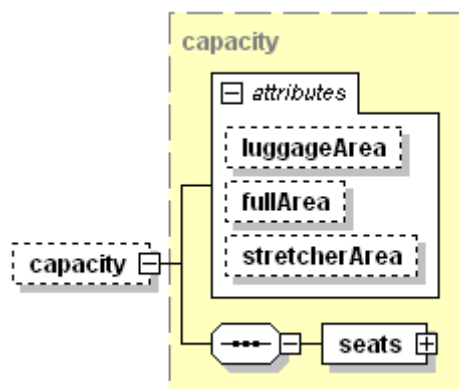 capacity
attributes
luggageArea
fullArea
stretcherArea
capacity
seats